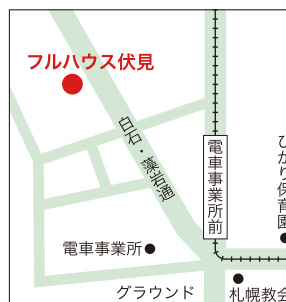 フルハウス伏見
白石・藻岩通
電車事業所前
ひかり保育園
電車事業所
グラウンド
札幌教会